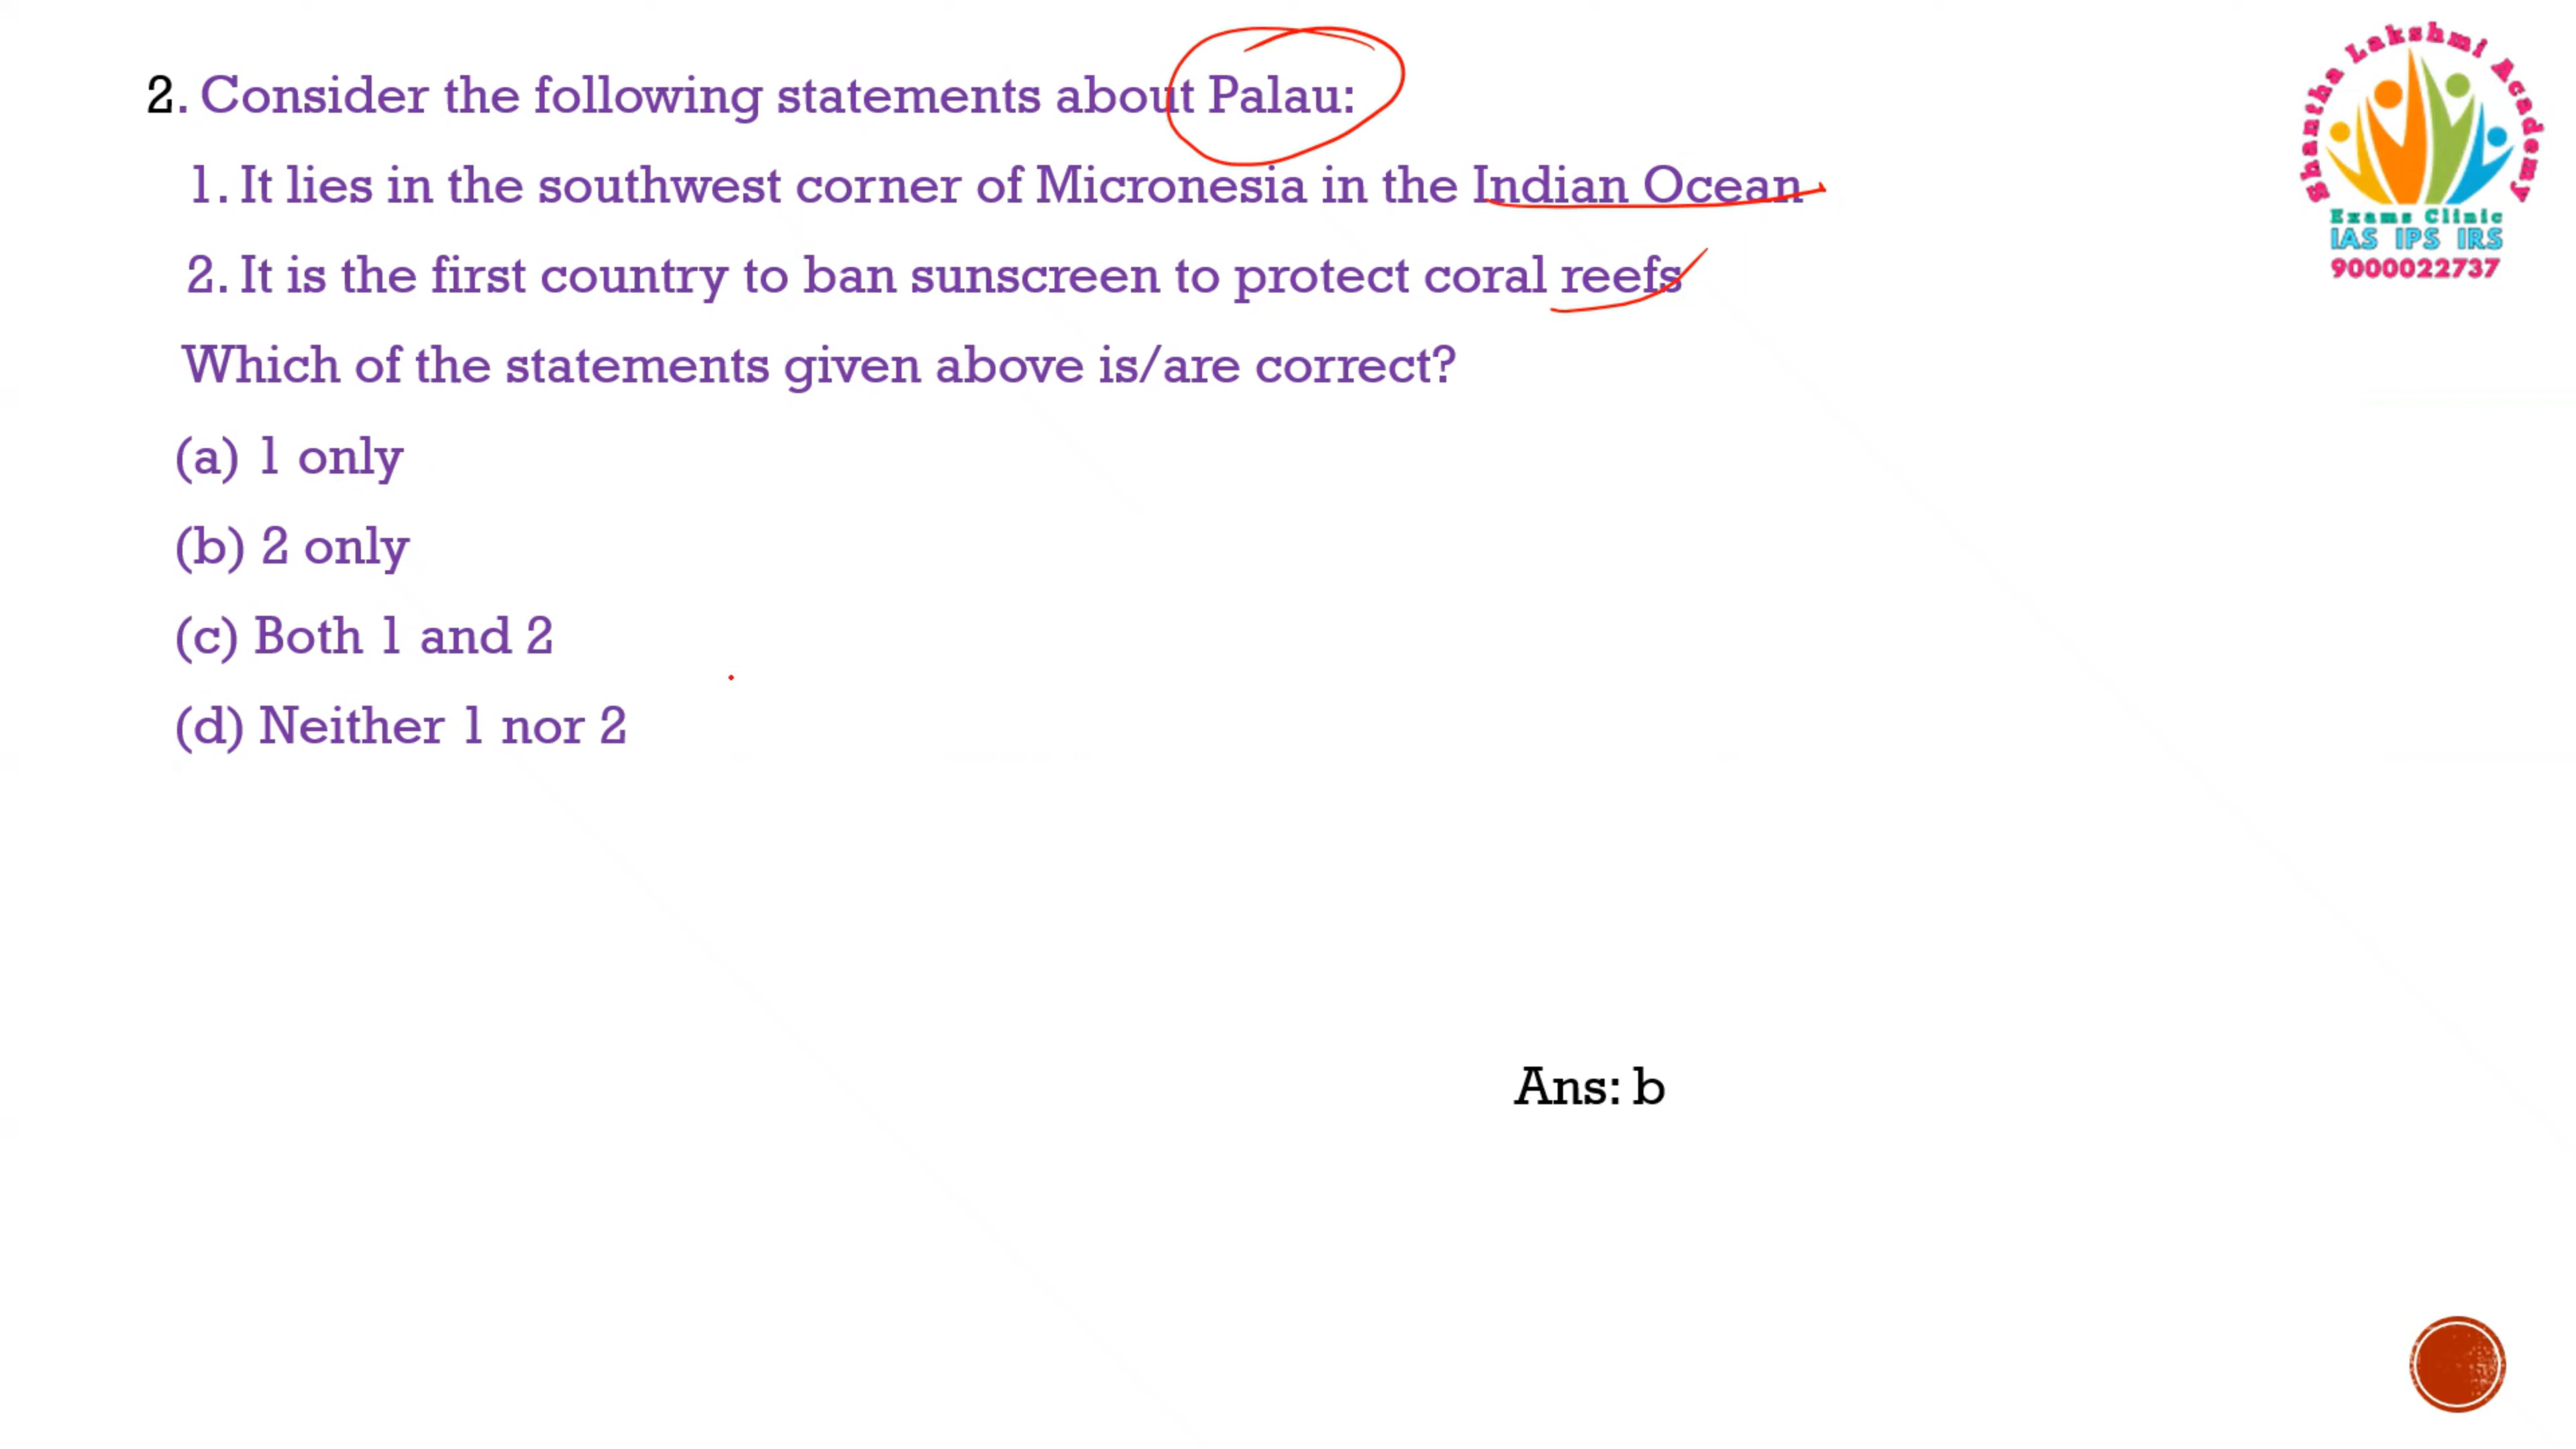 2. Consider the following statements about Palau:
1. It lies in the southwest corner of Micronesia in the Indian Ocean
2. It is the first country to ban sunscreen to protect coral reefs
Which of the statements given above is/are correct?
(a) 1 only
(b) 2 only
(c) Both 1 and 2
(d) Neither 1 nor 2
Ans: b
Shantha Lakshmi Academy
Exams Clinic
IAS IPS IRS
9000022737